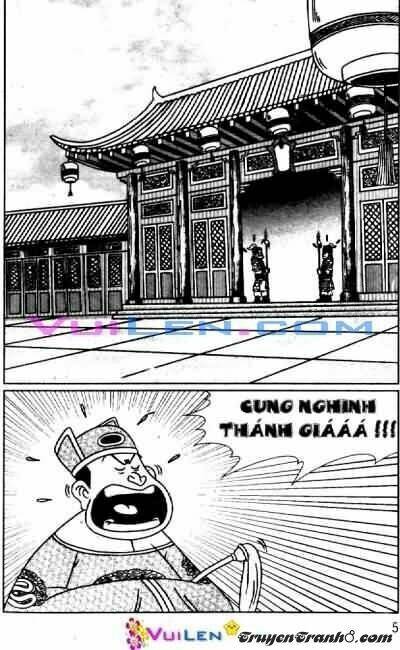 VuiLen.com
CUNG NGHINH
THÁNH GIÁÁÁ !!!
5
VuiLen
TruyenTranh8.com